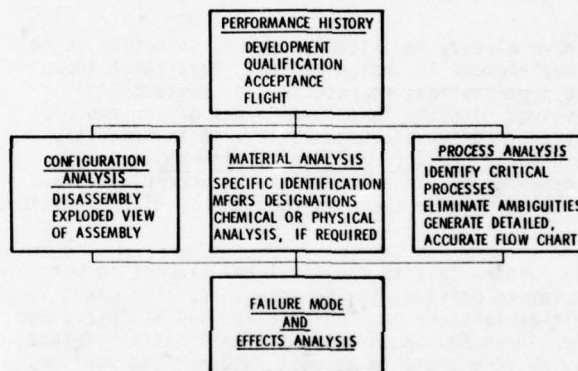 PERFORMANCE HISTORY
DEVELOPMENT
QUALIFICATION
ACCEPTANCE
FLIGHT
CONFIGURATION
ANALYSIS
DISASSEMBLY
EXPLODED VIEW
OF ASSEMBLY
MATERIAL ANALYSIS
SPECIFIC IDENTIFICATION
MFGRS DESIGNATIONS
CHEMICAL OR PHYSICAL
ANALYSIS, IF REQUIRED
PROCESS ANALYSIS
IDENTIFY CRITICAL
PROCESSES
ELIMINATE AMBIGUITIES
GENERATE DETAILED,
ACCURATE FLOW CHART
FAILURE MODE
AND
EFFECTS ANALYSIS